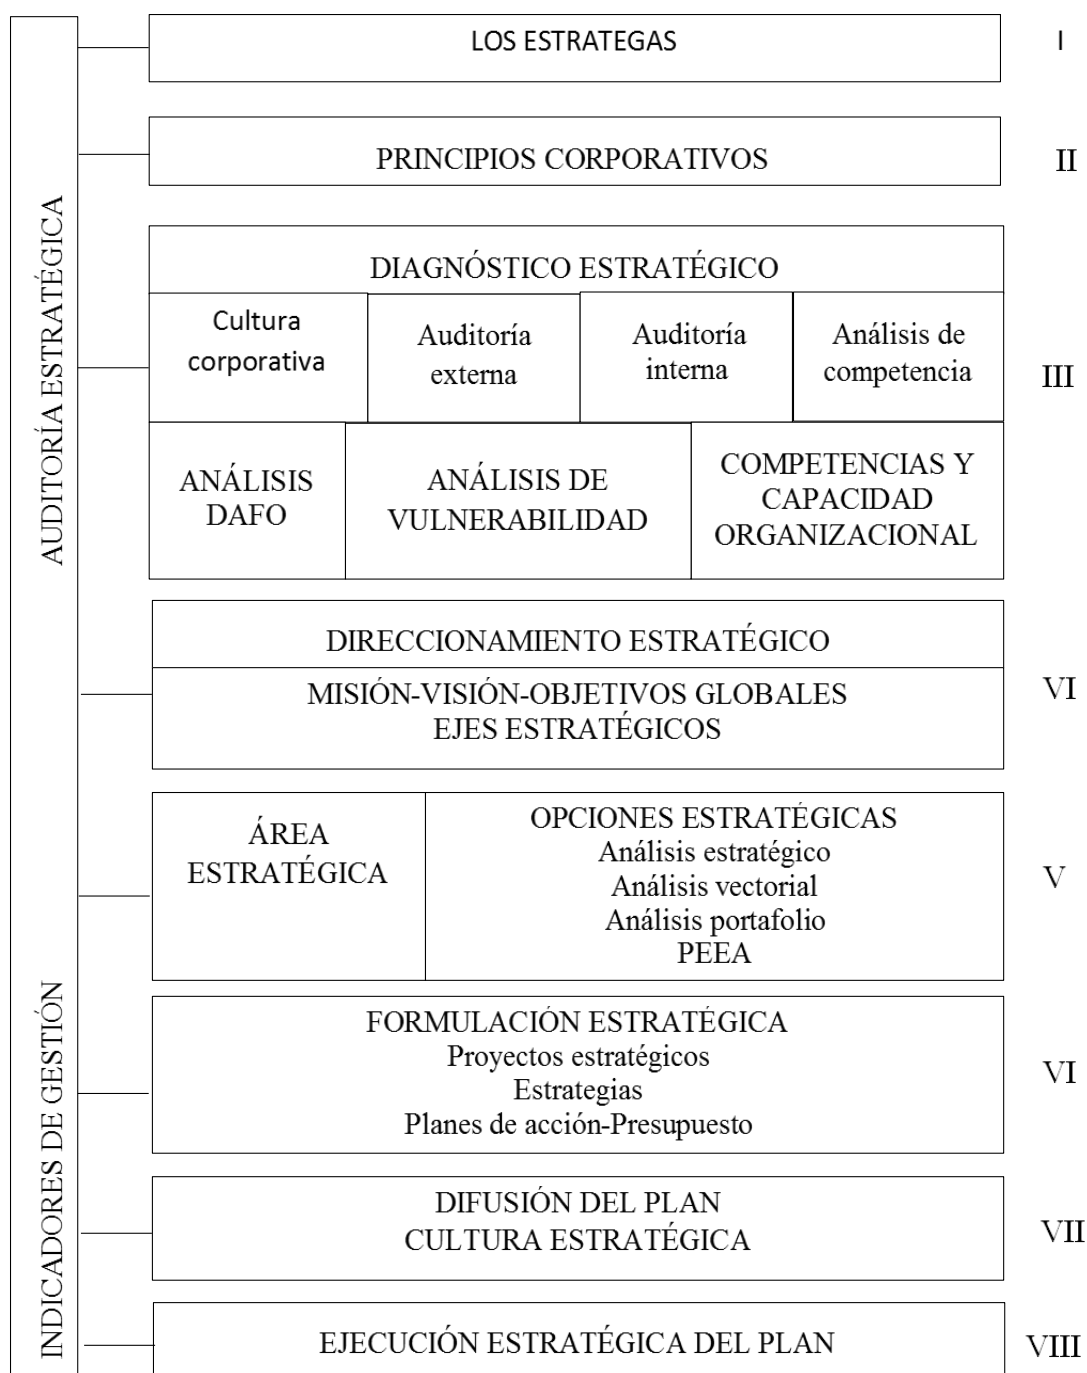 LOS ESTRATEGAS
I
PRINCIPIOS CORPORATIVOS
II
AUDITORÍA ESTRATÉGICA
DIAGNÓSTICO ESTRATÉGICO
Cultura
corporativa
Auditoría
externa
Auditoría
interna
Análisis de
competencia
III
ANÁLISIS
DAFO
ANÁLISIS DE
VULNERABILIDAD
COMPETENCIAS Y
CAPACIDAD
ORGANIZACIONAL
DIRECCIONAMIENTO ESTRATÉGICO
MISIÓN-VISIÓN-OBJETIVOS GLOBALES
EJES ESTRATÉGICOS
VI
ÁREA
ESTRATÉGICA
OPCIONES ESTRATÉGICAS
Análisis estratégico
Análisis vectorial
Análisis portafolio
PEEA
V
INDICADORES DE GESTIÓN
FORMULACIÓN ESTRATÉGICA
Proyectos estratégicos
Estrategias
Planes de acción-Presupuesto
VI
DIFUSIÓN DEL PLAN
CULTURA ESTRATÉGICA
VII
EJECUCIÓN ESTRATÉGICA DEL PLAN
VIII